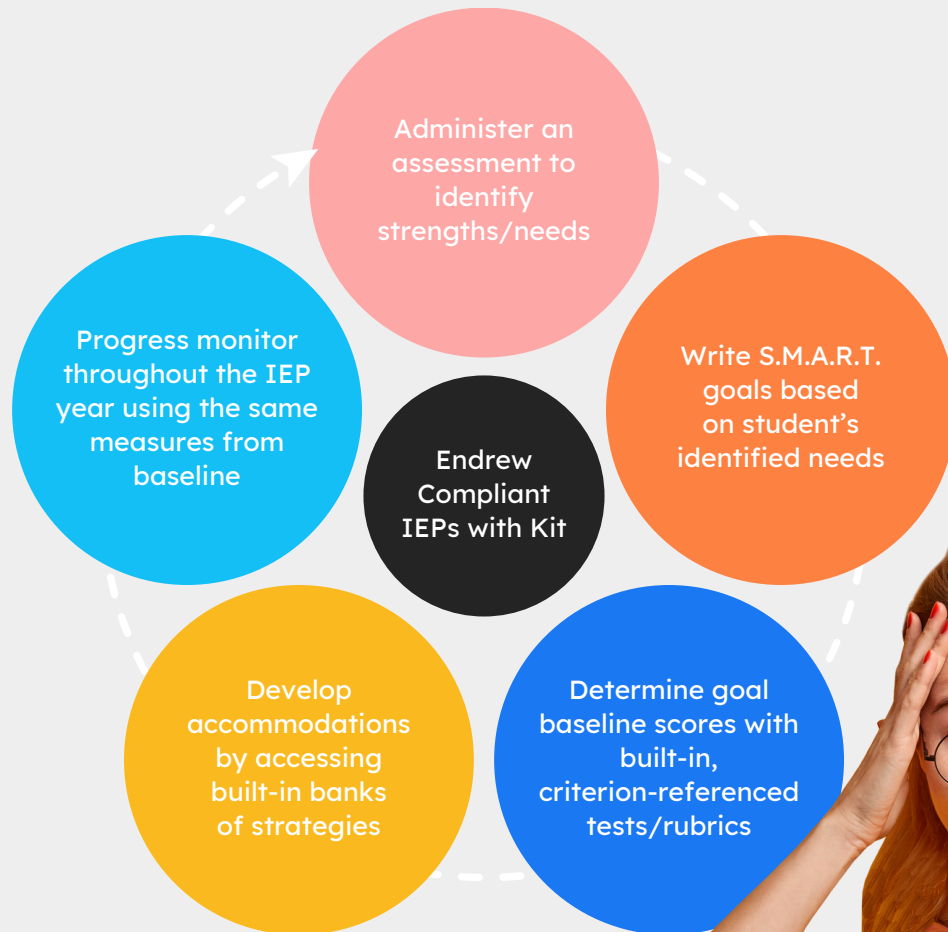 Administer an
assessment to
identify
strengths/needs
Write S.M.A.R.T.
goals based
on student’s
identified needs
Determine goal
baseline scores with
built-in,
criterion-referenced
tests/rubrics
Develop
accommodations
by accessing
built-in banks
of strategies
Progress monitor
throughout the IEP
year using the same
measures from
baseline
Endrew
Compliant
IEPs with Kit